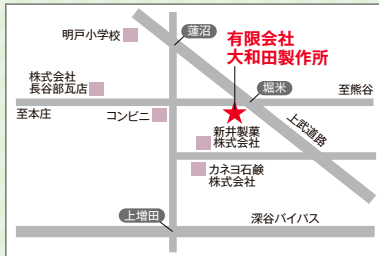 明戸小学校
蓮沼
有限会社
大和田製作所
株式会社
長谷部瓦店
堀米
至熊谷
至本庄
コンビニ
上武道路
新井製菓
株式会社
カネヨ石鹸
株式会社
上増田
深谷バイパス